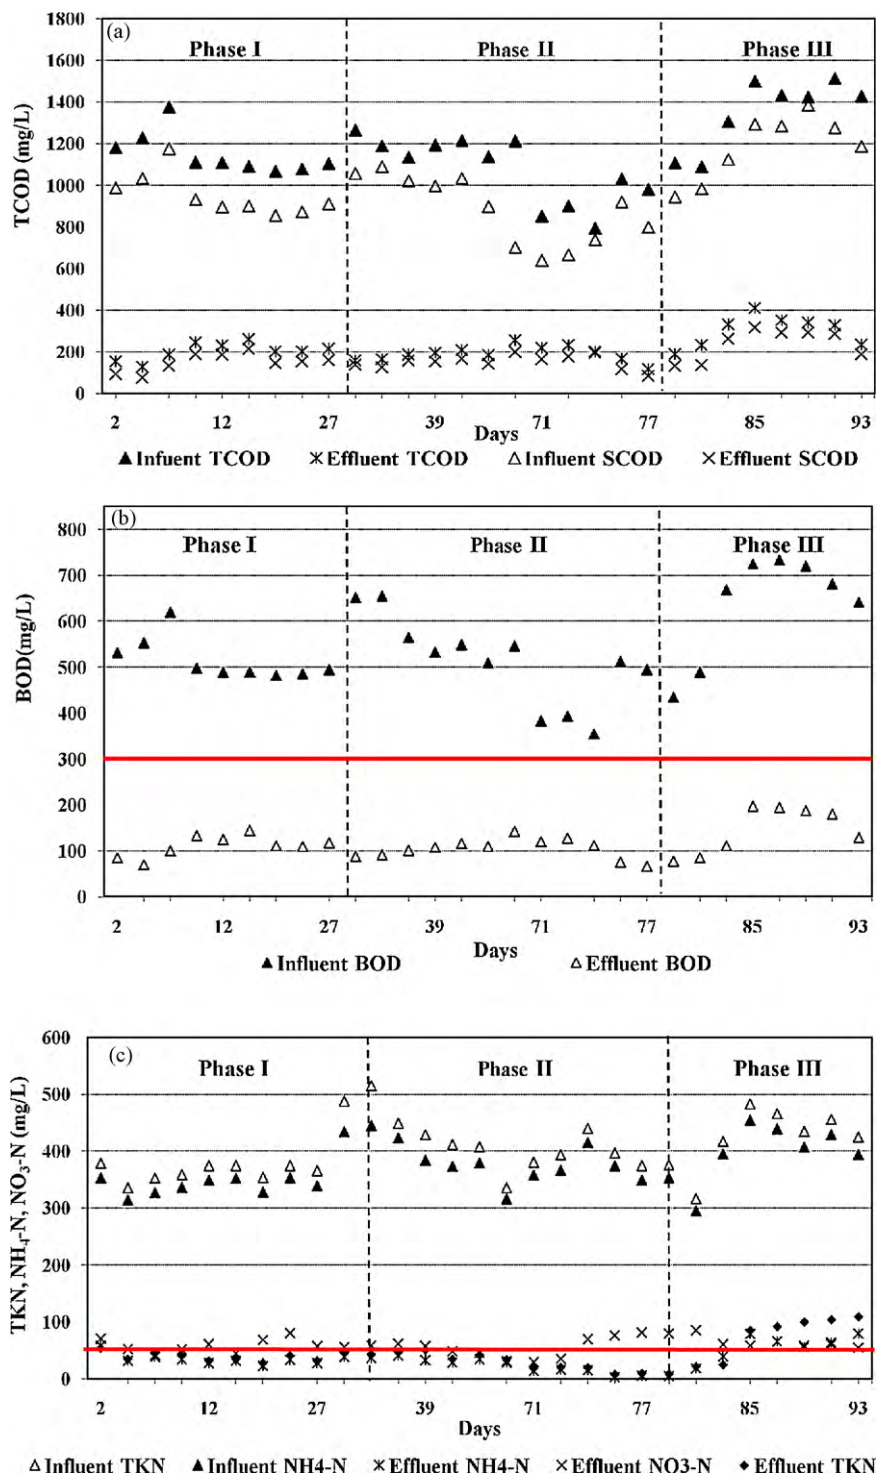 (a)
Phase I Phase II Phase III
TCOD (mg/L)
1800
1600
1400
1200
1000
800
600
400
200
0
2 12 27 39 71 77 85 93
Days
▲Infuent TCOD Effluent TCOD △Influent SCOD ×Effluent SCOD
(b)
Phase I Phase II Phase III
BOD(mg/L)
800
700
600
500
400
300
200
100
0
2 12 27 39 71 77 85 93
Days
▲Influent BOD △Effluent BOD
(c)
Phase I Phase II Phase III
TKN, NH4-N, NO3-N (mg/L)
600
500
400
300
200
100
0
2 12 27 39 71 77 85 93
Days
△Influent TKN ▲Influent NH4-N Effluent NH4-N ×Effluent NO3-N ◆Effluent TKN